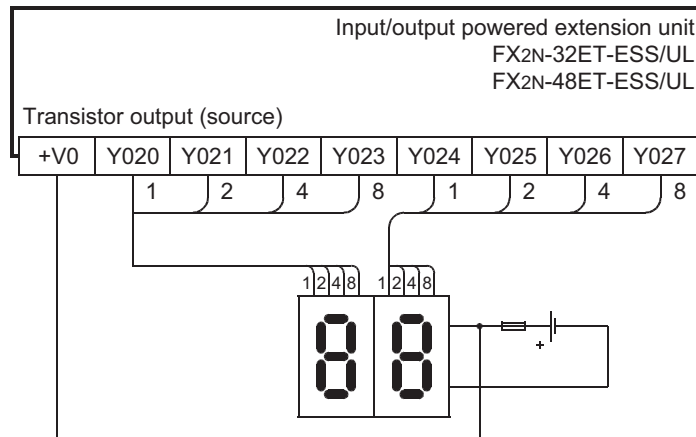 Input/output powered extension unit
FX2N-32ET-ESS/UL
FX2N-48ET-ESS/UL
Transistor output (source)
+V0 Y020 Y021 Y022 Y023 Y024 Y025 Y026 Y027
1 2 4 8 1 2 4 8
1 2 4 8 1 2 4 8
8 8
+